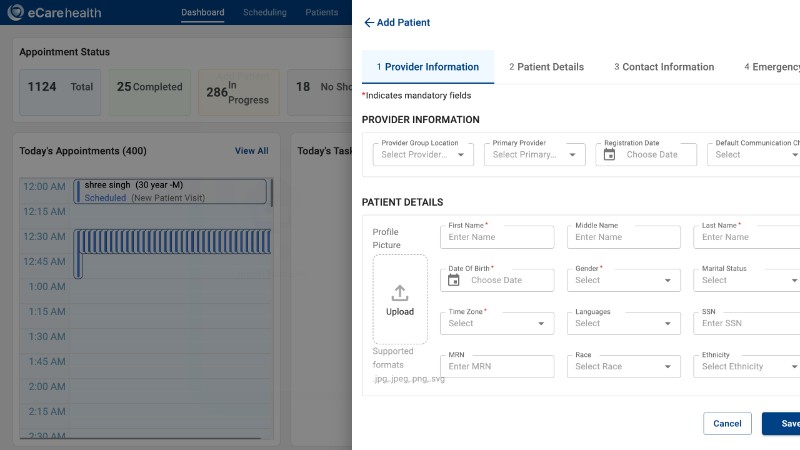 eCarehealth
Dashboard
Scheduling
Patients
Appointment Status
1124 Total
25 Completed
286 In Progress
18 No Sho
Today's Appointments (400)
View All
Today's Task
12:00 AM
shree singh (30 year -M)
Scheduled (New Patient Visit)
12:15 AM
12:30 AM
12:45 AM
1:00 AM
1:15 AM
1:30 AM
1:45 AM
2:00 AM
2:15 AM
2:30 AM
Add Patient
1 Provider Information
2 Patient Details
3 Contact Information
4 Emergency
*Indicates mandatory fields
PROVIDER INFORMATION
Provider Group Location
Select Provider...
Primary Provider
Select Primary...
Registration Date
Choose Date
Default Communication Ch
Select
PATIENT DETAILS
Profile Picture
Upload
Supported formats
.jpg,.jpeg,.png,.svg
First Name *
Enter Name
Middle Name
Enter Name
Last Name *
Enter Name
Date Of Birth *
Choose Date
Gender *
Select
Marital Status
Select
Time Zone *
Select
Languages
Select
SSN
Enter SSN
MRN
Enter MRN
Race
Select Race
Ethnicity
Select Ethnicity
Cancel
Save